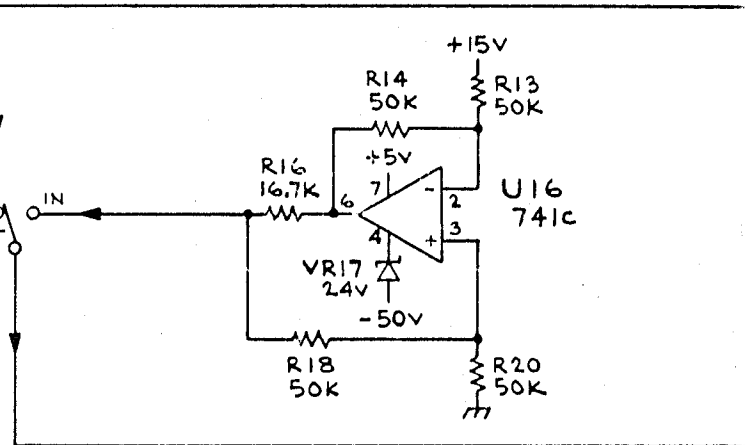 +15V
R14
50K
R13
50K
+5V
R16
16.7K
7
6
-
2
U16
741C
IN
4
+
3
VR17
24V
-50V
R18
50K
R20
50K